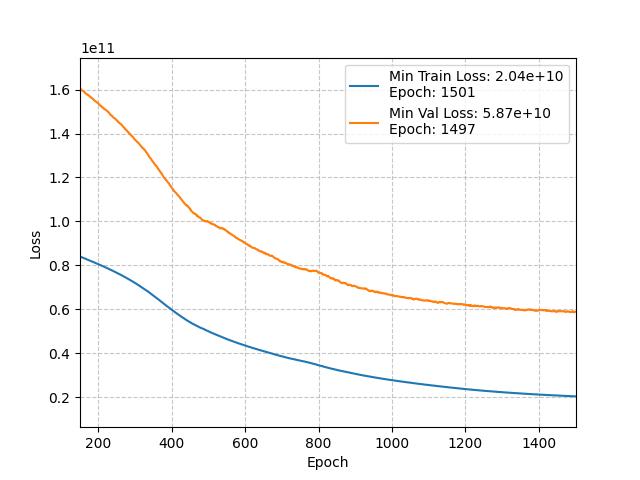 1e11
Min Train Loss: 2.04e+10
Epoch: 1501
Min Val Loss: 5.87e+10
Epoch: 1497
1.6
1.4
1.2
1.0
0.8
0.6
0.4
0.2
Loss
200 400 600 800 1000 1200 1400
Epoch